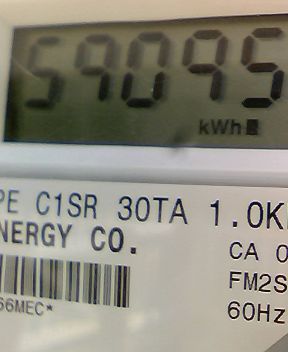 59095
kWh
PE C1SR 30TA 1.0K
NERGY CO.
CA 0
FM2S
66MEC*
60Hz